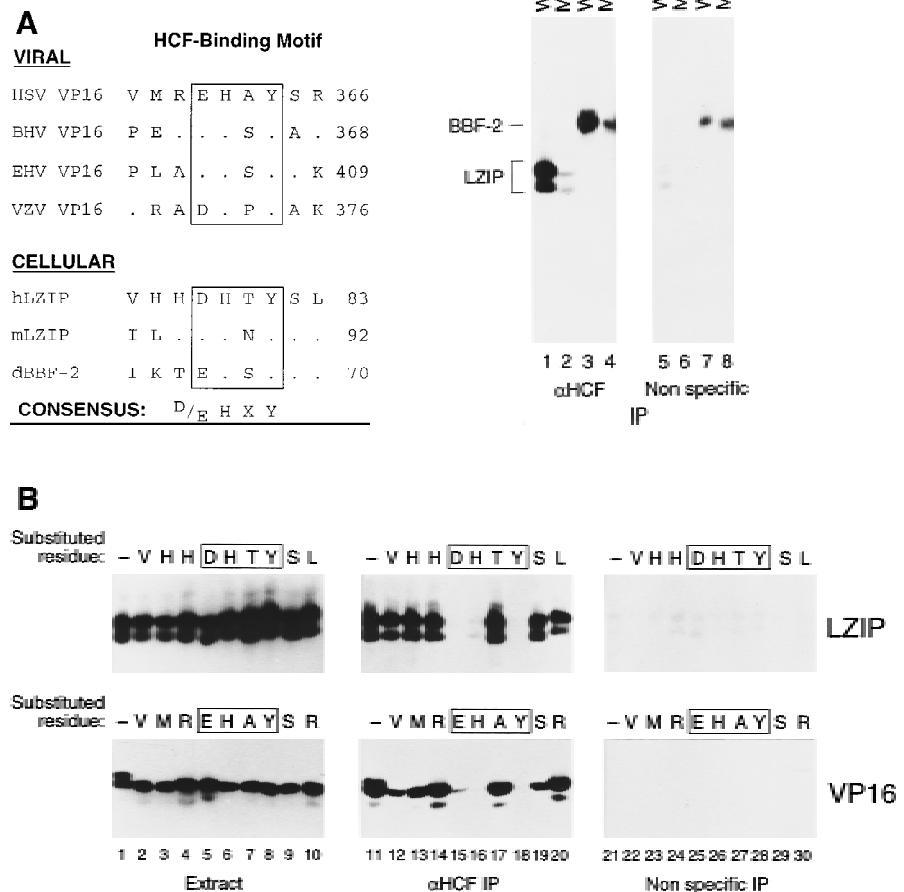 A
HCF-Binding Motif
VIRAL
HSV VP16 V M R E H A Y S R 366
BHV VP16 P E . . . S . A . 368
EHV VP16 P L A . . S . . K 409
VZV VP16 . R A D . P . A K 376
CELLULAR
hLZIP V H H D H T Y S L 83
mLZIP I L . . . N . . . 92
dBBF-2 I K T E . S . . . 70
CONSENSUS: D/E H X Y
BBF-2
LZIP
1 2 3 4 5 6 7 8
αHCF Non specific
IP
B
Substituted residue: – V H H D H T Y S L – V H H D H T Y S L – V H H D H T Y S L
LZIP
Substituted residue: – V M R E H A Y S R – V M R E H A Y S R – V M R E H A Y S R
VP16
1 2 3 4 5 6 7 8 9 10 11 12 13 14 15 16 17 18 19 20 21 22 23 24 25 26 27 28 29 30
Extract αHCF IP Non specific IP